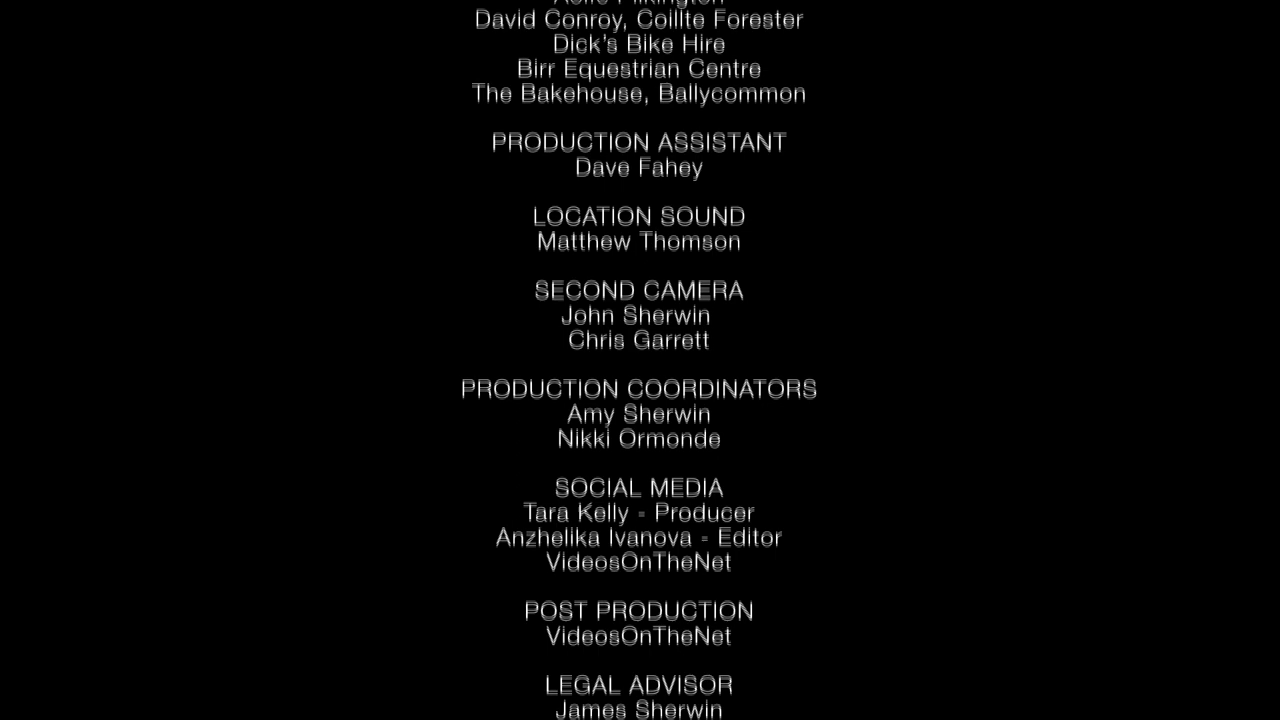 David Conroy, Coillte Forester
Dick's Bike Hire
Birr Equestrian Centre
The Bakehouse, Ballycommon
PRODUCTION ASSISTANT
Dave Fahey
LOCATION SOUND
Matthew Thomson
SECOND CAMERA
John Sherwin
Chris Garrett
PRODUCTION COORDINATORS
Amy Sherwin
Nikki Ormonde
SOCIAL MEDIA
Tara Kelly - Producer
Anzhelika Ivanova - Editor
VideosOnTheNet
POST PRODUCTION
VideosOnTheNet
LEGAL ADVISOR
James Sherwin